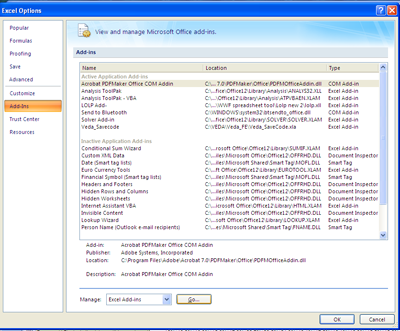 Excel Options
Popular
Formulas
Proofing
Save
Advanced
Customize
Add-Ins
Trust Center
Resources
View and manage Microsoft Office add-ins.
Add-ins
Name Location Type
Active Application Add-ins
Acrobat PDFMaker Office COM Addin C:\... 7.0\PDFMaker\Office\PDFMOfficeAddin.dll COM Add-in
Analysis ToolPak C:\...fice\Office12\Library\Analysis\ANALYS32.XLL Excel Add-in
Analysis ToolPak - VBA C:\...ffice12\Library\Analysis\ATPVBAEN.XLAM Excel Add-in
LOLP Add- C:\...\WWF spreadsheet tool\lolp new 2\lolp.xll Excel Add-in
Send to Bluetooth C:\WINDOWS\system32\btsendto_office.dll COM Add-in
Solver Add-in C:\...fice\Office12\Library\SOLVER\SOLVER.XLAM Excel Add-in
Veda_Savecode C:\VEDA\Veda_FE\Veda_SaveCode.xla Excel Add-in
Inactive Application Add-ins
Conditional Sum Wizard C:\...rosoft Office\Office12\Library\SUMIF.XLAM Excel Add-in
Custom XML Data C:\...iles\Microsoft Office\Office12\OFFRHD.DLL Document Inspector
Date (Smart tag lists) C:\...les\Microsoft Shared\Smart Tag\MOFL.DLL Smart Tag
Euro Currency Tools C:\...ft Office\Office12\Library\EUROTOOL.XLAM Excel Add-in
Financial Symbol (Smart tag lists) C:\...les\Microsoft Shared\Smart Tag\MOFL.DLL Smart Tag
Headers and Footers C:\...iles\Microsoft Office\Office12\OFFRHD.DLL Document Inspector
Hidden Rows and Columns C:\...iles\Microsoft Office\Office12\OFFRHD.DLL Document Inspector
Hidden Worksheets C:\...iles\Microsoft Office\Office12\OFFRHD.DLL Document Inspector
Internet Assistant VBA C:\...icrosoft Office\Office12\Library\HTML.XLAM Excel Add-in
Invisible Content C:\...iles\Microsoft Office\Office12\OFFRHD.DLL Document Inspector
Lookup Wizard C:\...osoft Office\Office12\Library\LOOKUP.XLAM Excel Add-in
Person Name (Outlook e-mail recipients) C:\...es\Microsoft Shared\Smart Tag\FNAME.DLL Smart Tag
Add-in: Acrobat PDFMaker Office COM Addin
Publisher: Adobe Systems, Incorporated
Location: C:\Program Files\Adobe\Acrobat 7.0\PDFMaker\Office\PDFMOfficeAddin.dll
Description: Acrobat PDFMaker Office COM Addin
Manage: Excel Add-ins Go...
OK Cancel